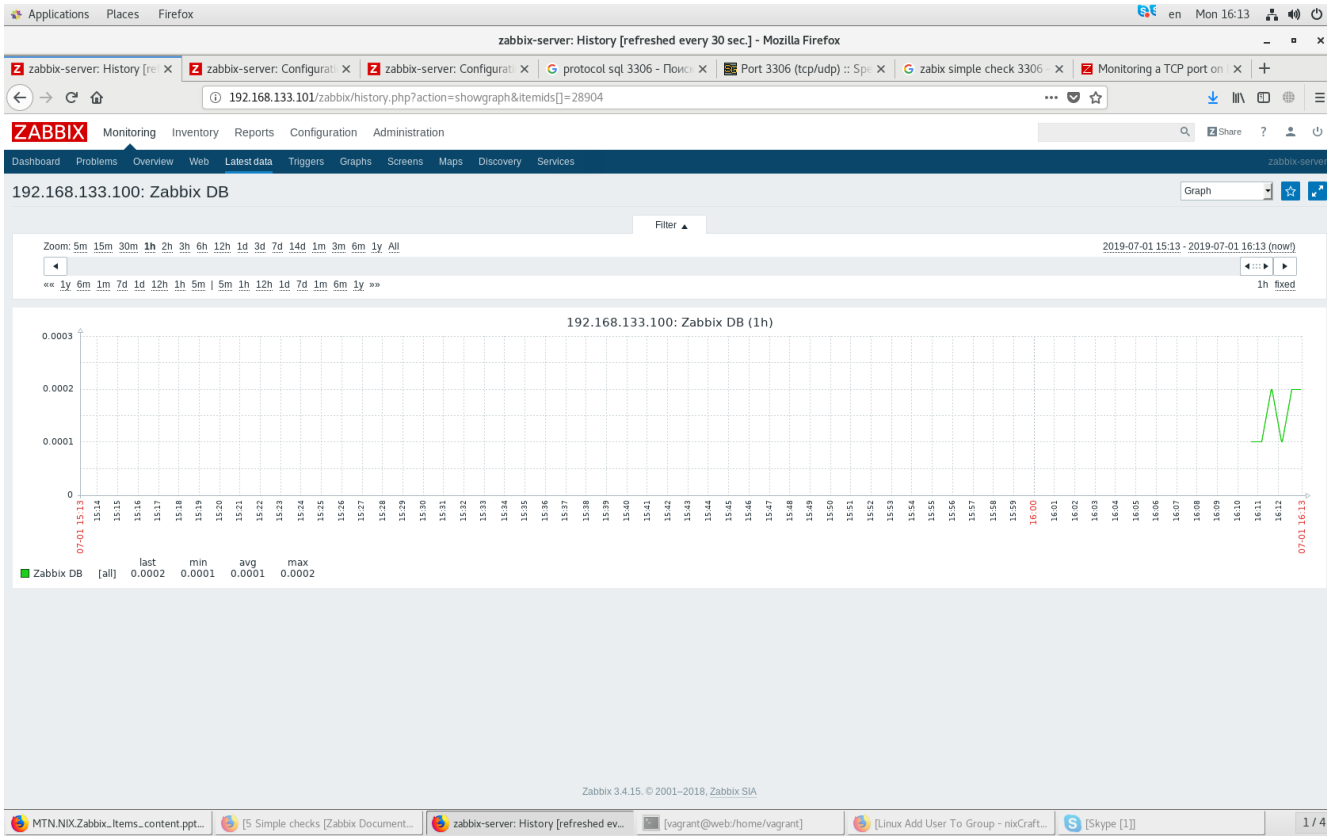 Applications Places Firefox en Mon 16:13
zabbix-server: History [refreshed every 30 sec.] - Mozilla Firefox
zabbix-server: History [re zabbix-server: Configurati zabbix-server: Configurati protocol sql 3306 - Поиск Port 3306 (tcp/udp) :: Spe zabix simple check 3306 - Monitoring a TCP port on
192.168.133.101/zabbix/history.php?action=showgraph&itemids[]=28904
ZABBIX Monitoring Inventory Reports Configuration Administration Z Share ?
Dashboard Problems Overview Web Latest data Triggers Graphs Screens Maps Discovery Services zabbix-server
192.168.133.100: Zabbix DB Graph
Filter
Zoom: 5m 15m 30m 1h 2h 3h 6h 12h 1d 3d 7d 14d 1m 3m 6m 1y All 2019-07-01 15:13 - 2019-07-01 16:13 (now!)
«« 1y 6m 1m 7d 1d 12h 1h 5m | 5m 1h 12h 1d 7d 1m 6m 1y »» 1h fixed
192.168.133.100: Zabbix DB (1h)
0.0003
0.0002
0.0001
0
07-01 15:13 15:14 15:15 15:16 15:17 15:18 15:19 15:20 15:21 15:22 15:23 15:24 15:25 15:26 15:27 15:28 15:29 15:30 15:31 15:32 15:33 15:34 15:35 15:36 15:37 15:38 15:39 15:40 15:41 15:42 15:43 15:44 15:45 15:46 15:47 15:48 15:49 15:50 15:51 15:52 15:53 15:54 15:55 15:56 15:57 15:58 15:59 16:00 16:01 16:02 16:03 16:04 16:05 16:06 16:07 16:08 16:09 16:10 16:11 16:12 07-01 16:13
last min avg max
Zabbix DB [all] 0.0002 0.0001 0.0001 0.0002
Zabbix 3.4.15. © 2001–2018, Zabbix SIA
MTN.NIX.Zabbix_Items_content.ppt... [5 Simple checks [Zabbix Document... zabbix-server: History [refreshed ev... [vagrant@web:/home/vagrant] [Linux Add User To Group - nixCraft... [Skype [1]] 1 / 4